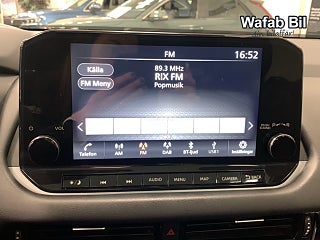 Wafab Bil
FM
16:52
Källa
89.3 MHz
RIX FM
FM Meny
Popmusik
VOL
Telefon
AM
FM
DAB
BT-ljud
USB1
Inställningar
AUDIO
MENU
MAP
CAMERA
BACK